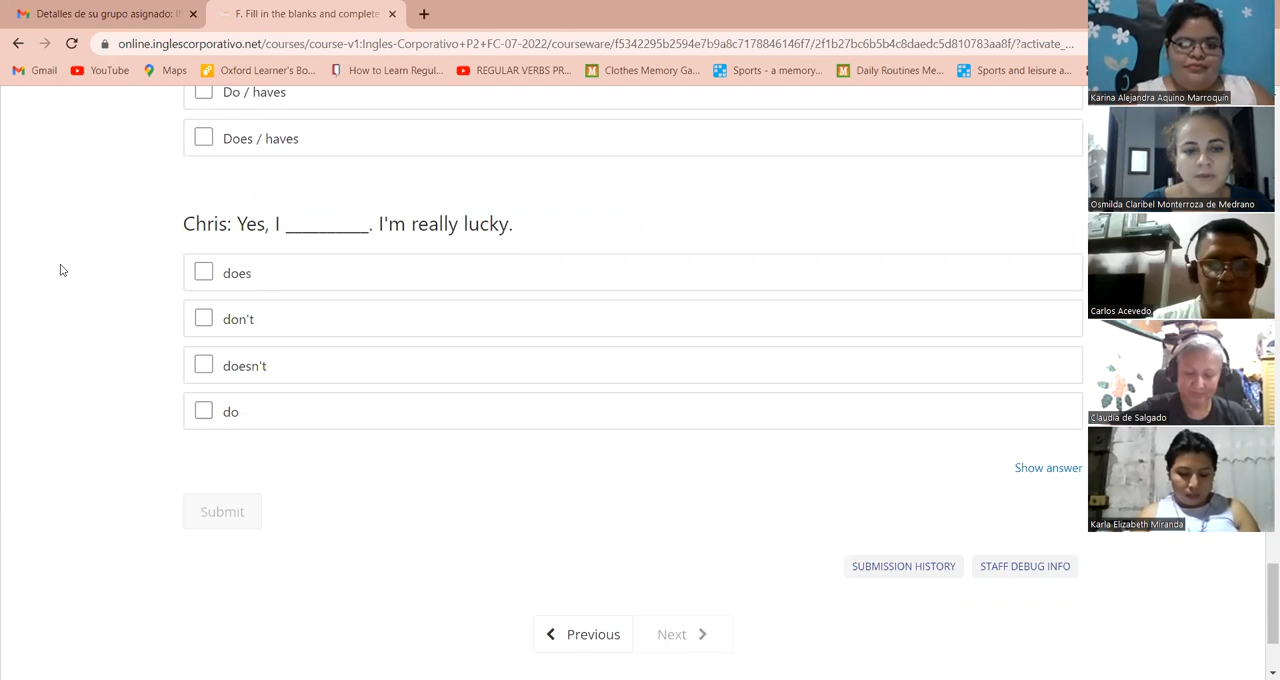 Detalles de su grupo asignado: I
F. Fill in the blanks and complete
online.inglescorporativo.net/courses/course-v1:Ingles-Corporativo+P2+FC-07-2022/courseware/f5342295b2594e7b9a8c7178846146f7/2f1b27bc6b5b4c8daedc5d810783aa8f/?activate_...
Gmail YouTube Maps Oxford Learner's Bo... How to Learn Regul... REGULAR VERBS PR... Clothes Memory Ga... Sports - a memory... Daily Routines Me... Sports and leisure a...
Karina Alejandra Aquino Marroquín
Do / haves
Does / haves
Osmilda Claribel Monterroza de Medrano
Chris: Yes, I _________. I'm really lucky.
does
Carlos Acevedo
don't
doesn't
do
Claudia de Salgado
Show answer
Submit
Karla Elizabeth Miranda
SUBMISSION HISTORY STAFF DEBUG INFO
Previous Next